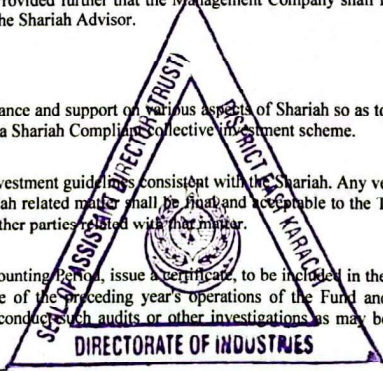 rovided further that the Management Company shall
he Shariah Advisor.
ance and support on various aspects of Shariah so as to
a Shariah Compliant Collective investment scheme.
vestment guidelines consistent with the Shariah. Any ve
ah related matter shall be final and acceptable to the T
ther parties related with that matter.
ounting Period, issue a certificate, to be included in the
e of the preceding year's operations of the Fund and
conduct such audits or other investigations as may be
SEAL OF ASSISTANT DIRECTOR (TRUST)
DISTRICT EAST KARACHI
DIRECTORATE OF INDUSTRIES